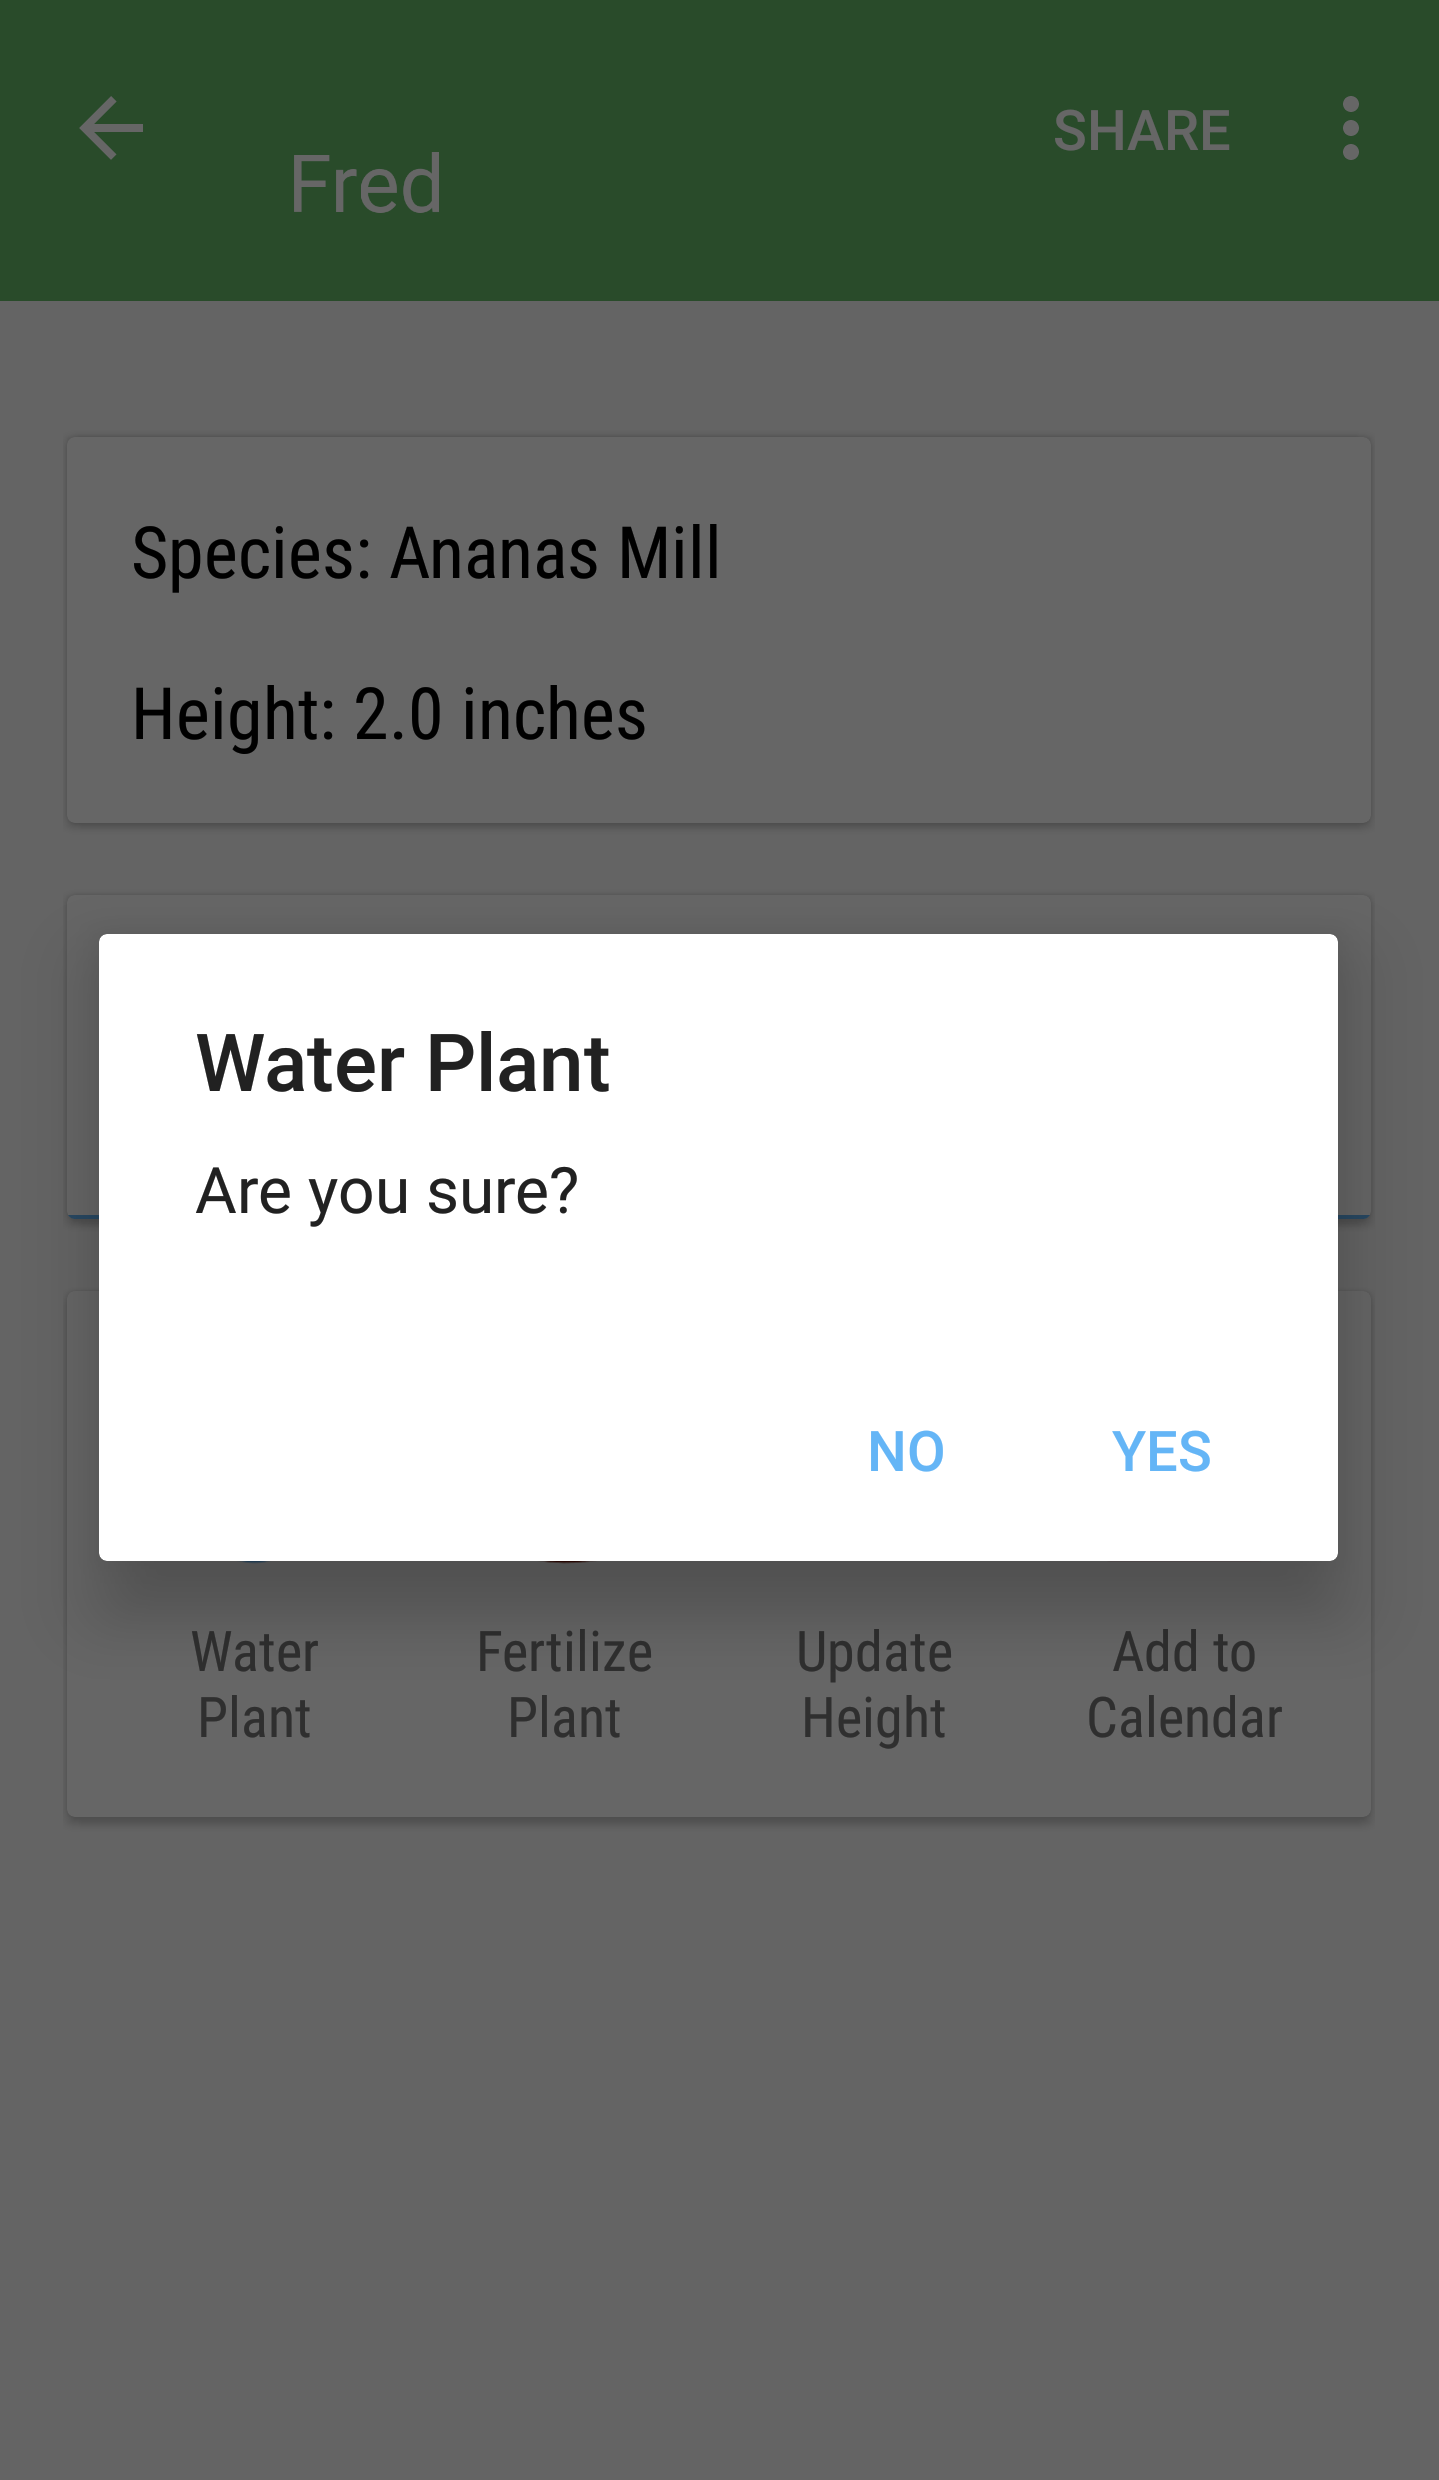 SHARE
Fred
Species: Ananas Mill
Height: 2.0 inches
Water Plant
Are you sure?
NO YES
Water Fertilize Update Add to
Plant Plant Height Calendar